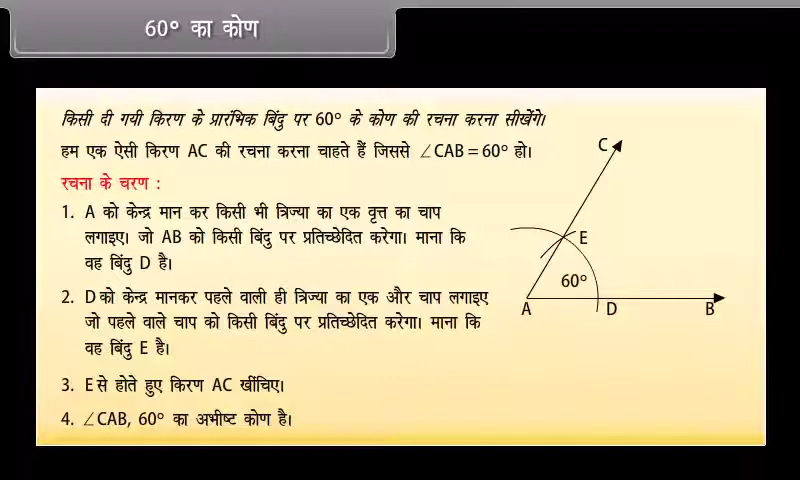 60° का कोण
किसी दी गयी किरण के प्रारंभिक बिंदु पर 60° के कोण की रचना करना सीखेंगे।
हम एक ऐसी किरण AC की रचना करना चाहते हैं जिससे ∠CAB = 60° हो।
रचना के चरण :
1. A को केन्द्र मान कर किसी भी त्रिज्या का एक वृत्त का चाप
लगाइए। जो AB को किसी बिंदु पर प्रतिच्छेदित करेगा। माना कि
वह बिंदु D है।
2. D को केन्द्र मानकर पहले वाली ही त्रिज्या का एक और चाप लगाइए
जो पहले वाले चाप को किसी बिंदु पर प्रतिच्छेदित करेगा। माना कि
वह बिंदु E है।
3. E से होते हुए किरण AC खींचिए।
4. ∠CAB, 60° का अभीष्ट कोण है।
C
E
60°
A D B